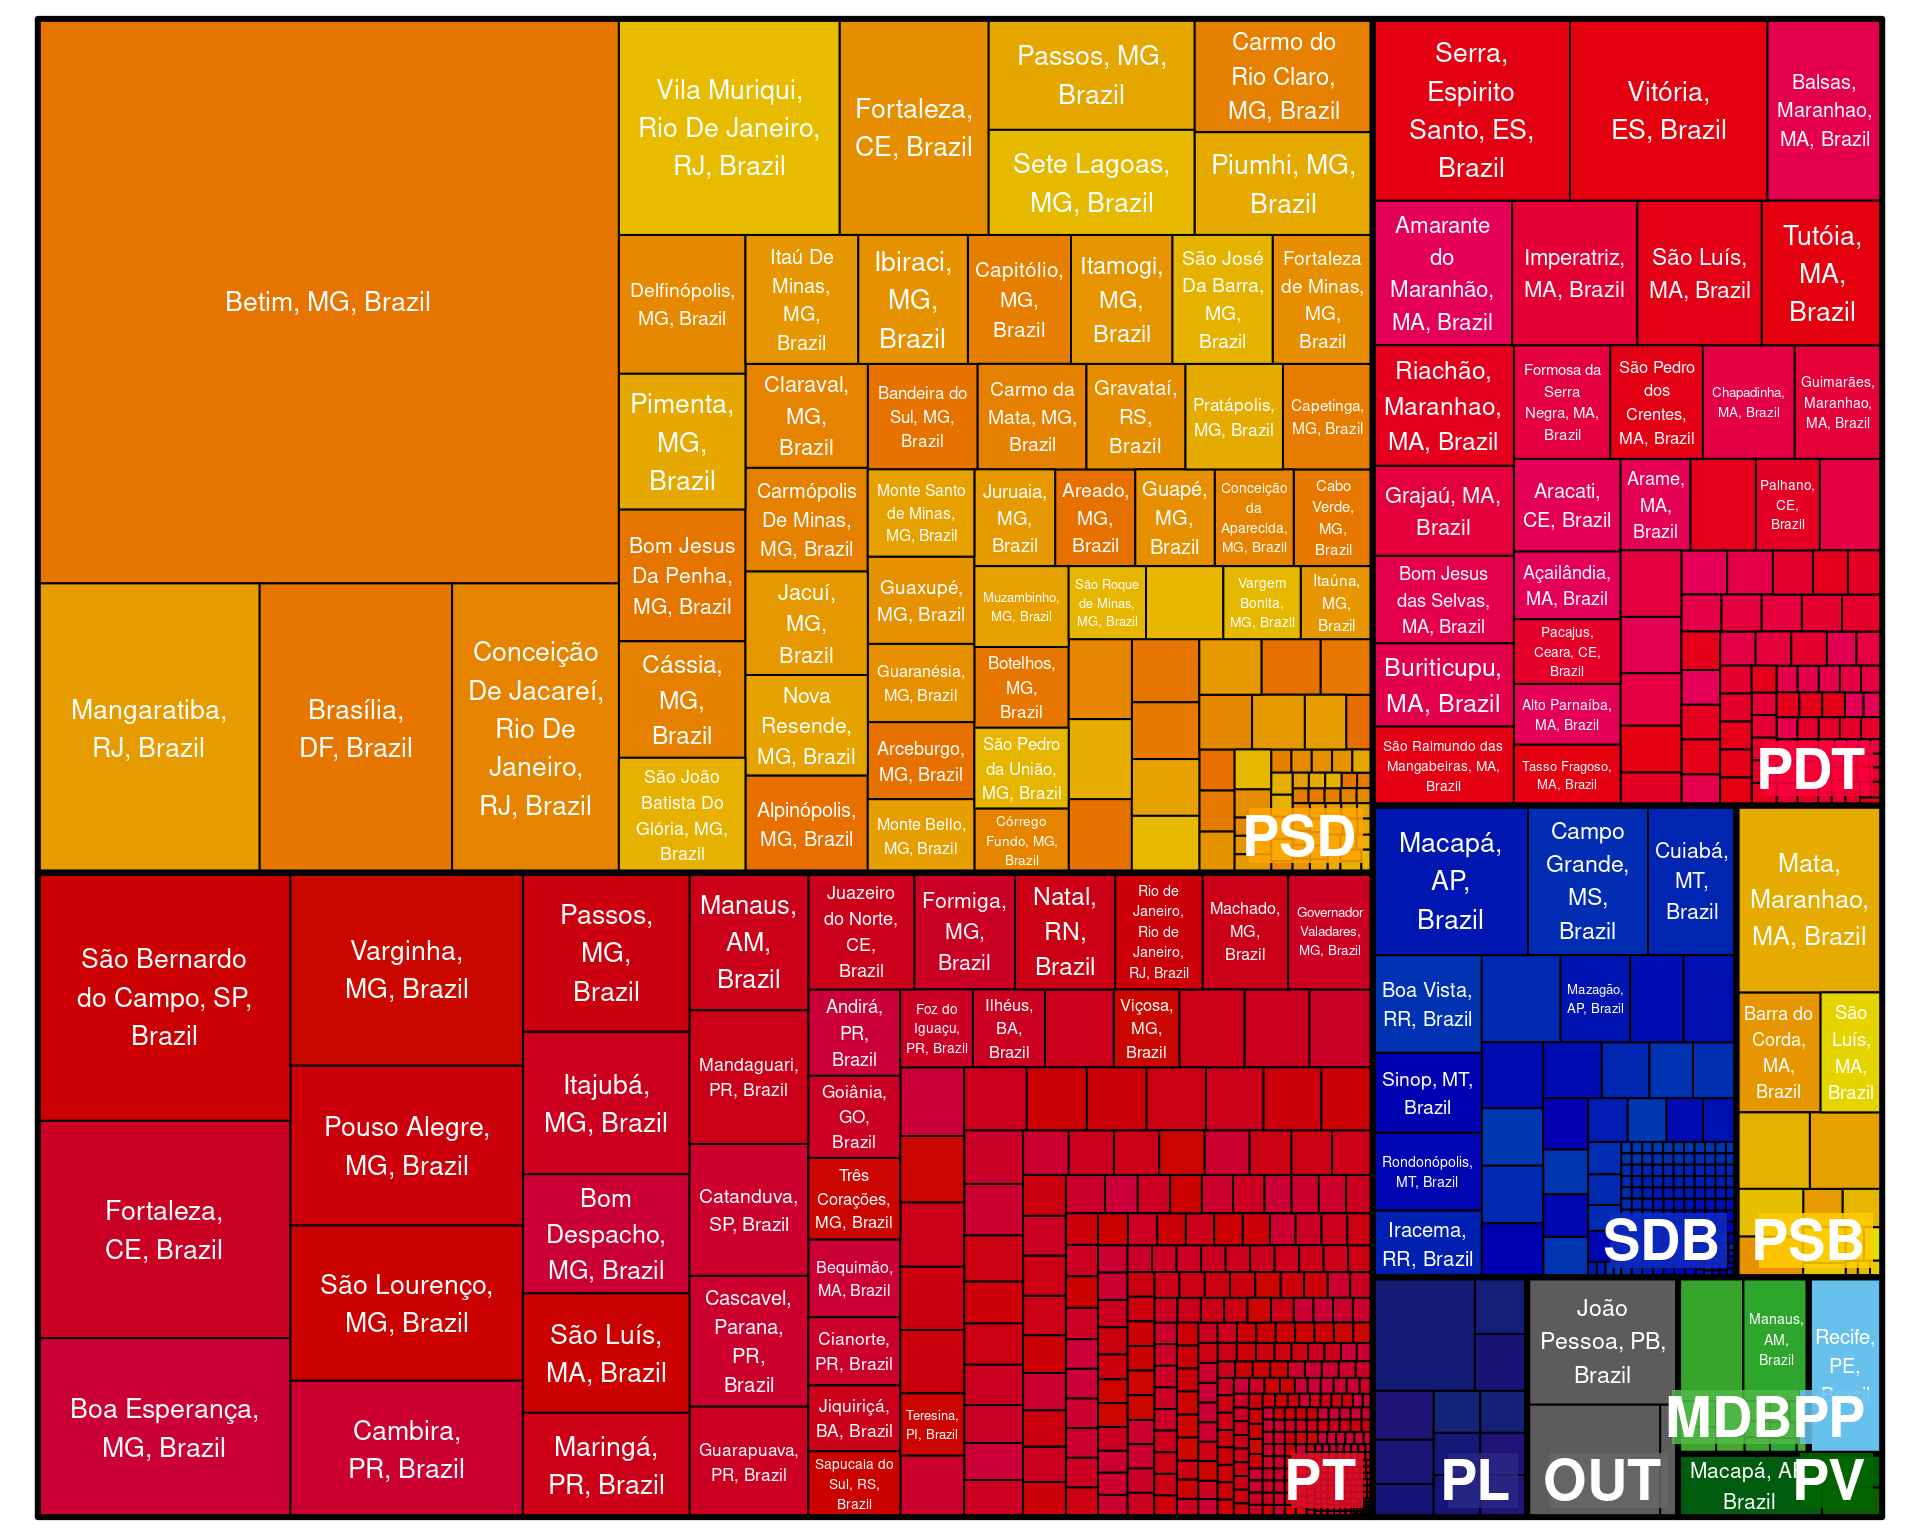 Betim, MG, Brazil
Mangaratiba,
RJ, Brazil
Brasília,
DF, Brazil
Conceição
De Jacareí,
Rio De
Janeiro,
RJ, Brazil
Vila Muriqui,
Rio De Janeiro,
RJ, Brazil
Fortaleza,
CE, Brazil
Passos, MG,
Brazil
Sete Lagoas,
MG, Brazil
Carmo do
Rio Claro,
MG, Brazil
Piumhi, MG,
Brazil
Delfinópolis,
MG, Brazil
Pimenta,
MG,
Brazil
Bom Jesus
Da Penha,
MG, Brazil
Cássia,
MG,
Brazil
São João
Batista Do
Glória, MG,
Brazil
Itaú De
Minas,
MG,
Brazil
Ibiraci,
MG,
Brazil
Capitólio,
MG,
Brazil
Itamogi,
MG,
Brazil
São José
Da Barra,
MG,
Brazil
Fortaleza
de Minas,
MG,
Brazil
Claraval,
MG,
Brazil
Carmópolis
De Minas,
MG, Brazil
Jacuí,
MG,
Brazil
Nova
Resende,
MG, Brazil
Alpinópolis,
MG, Brazil
Bandeira do
Sul, MG,
Brazil
Carmo da
Mata, MG,
Brazil
Gravataí,
RS,
Brazil
Pratápolis,
MG, Brazil
Capetinga,
MG, Brazil
Monte Santo
de Minas,
MG, Brazil
Guaxupé,
MG, Brazil
Guaranésia,
MG, Brazil
Arceburgo,
MG, Brazil
Monte Bello,
MG, Brazil
Juruaia,
MG,
Brazil
Areado,
MG,
Brazil
Guapé,
MG,
Brazil
Conceição
da
Aparecida,
MG, Brazil
Cabo
Verde,
MG,
Brazil
Muzambinho,
MG, Brazil
Botelhos,
MG,
Brazil
São Pedro
da União,
MG, Brazil
Córrego
Fundo, MG,
Brazil
São Roque
de Minas,
MG, Brazil
Vargem
Bonita,
MG, Brazil
Itaúna,
MG,
Brazil
PSD
Serra,
Espirito
Santo, ES,
Brazil
Vitória,
ES, Brazil
Balsas,
Maranhao,
MA, Brazil
Amarante
do
Maranhão,
MA, Brazil
Imperatriz,
MA, Brazil
São Luís,
MA, Brazil
Tutóia,
MA,
Brazil
Riachão,
Maranhao,
MA, Brazil
Grajaú, MA,
Brazil
Bom Jesus
das Selvas,
MA, Brazil
Buriticupu,
MA, Brazil
São Raimundo das
Mangabeiras, MA,
Brazil
Formosa da
Serra
Negra, MA,
Brazil
São Pedro
dos
Crentes,
MA, Brazil
Chapadinha,
MA, Brazil
Guimarães,
Maranhao,
MA, Brazil
Aracati,
CE, Brazil
Arame,
MA,
Brazil
Palhano,
CE,
Brazil
Açailândia,
MA, Brazil
Pacajus,
Ceara, CE,
Brazil
Alto Parnaíba,
MA, Brazil
Tasso Fragoso,
MA, Brazil
PDT
São Bernardo
do Campo, SP,
Brazil
Fortaleza,
CE, Brazil
Boa Esperança,
MG, Brazil
Varginha,
MG, Brazil
Pouso Alegre,
MG, Brazil
São Lourenço,
MG, Brazil
Cambira,
PR, Brazil
Passos,
MG,
Brazil
Itajubá,
MG, Brazil
Bom
Despacho,
MG, Brazil
São Luís,
MA, Brazil
Maringá,
PR, Brazil
Manaus,
AM,
Brazil
Mandaguari,
PR, Brazil
Catanduva,
SP, Brazil
Cascavel,
Parana,
PR,
Brazil
Guarapuava,
PR, Brazil
Juazeiro
do Norte,
CE,
Brazil
Formiga,
MG,
Brazil
Natal,
RN,
Brazil
Rio de
Janeiro,
Rio de
Janeiro,
RJ, Brazil
Machado,
MG,
Brazil
Governador
Valadares,
MG, Brazil
Andirá,
PR,
Brazil
Goiânia,
GO,
Brazil
Três
Corações,
MG, Brazil
Bequimão,
MA, Brazil
Cianorte,
PR, Brazil
Jiquiriçá,
BA, Brazil
Sapucaia do
Sul, RS,
Brazil
Foz do
Iguaçu,
PR, Brazil
Ilhéus,
BA,
Brazil
Viçosa,
MG,
Brazil
Teresina,
PI, Brazil
PT
Macapá,
AP,
Brazil
Campo
Grande,
MS,
Brazil
Cuiabá,
MT,
Brazil
Boa Vista,
RR, Brazil
Mazagão,
AP, Brazil
Sinop, MT,
Brazil
Rondonópolis,
MT, Brazil
Iracema,
RR, Brazil
SDB
Mata,
Maranhao,
MA, Brazil
Barra do
Corda,
MA,
Brazil
São
Luís,
MA,
Brazil
PSB
PL
João
Pessoa, PB,
Brazil
OUT
Manaus,
AM,
Brazil
MDB
Recife,
PE,
Brazil
PP
Macapá, AP,
Brazil
PV